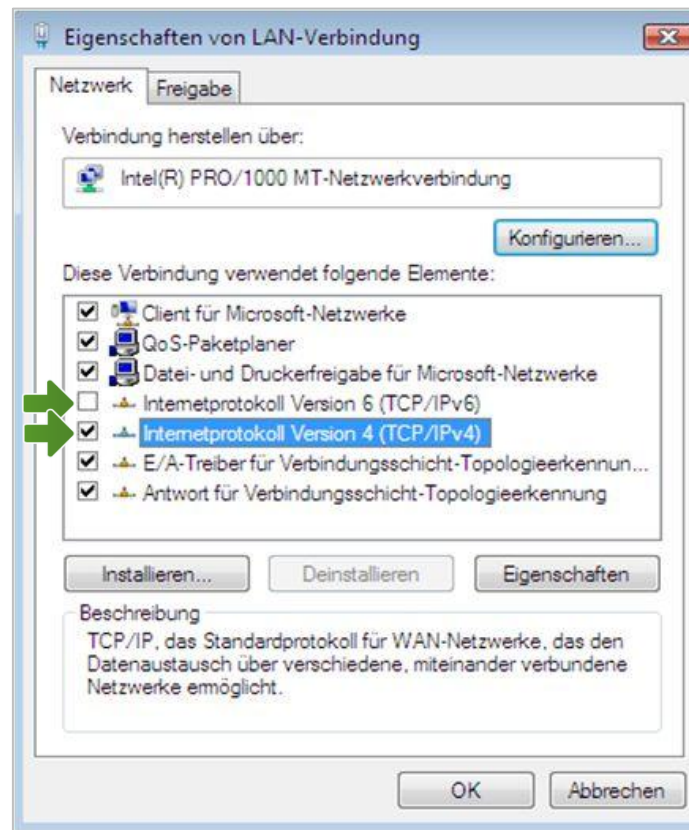 Eigenschaften von LAN-Verbindung
Netzwerk
Freigabe
Verbindung herstellen über:
Intel(R) PRO/1000 MT-Netzwerkverbindung
Konfigurieren...
Diese Verbindung verwendet folgende Elemente:
Client für Microsoft-Netzwerke
QoS-Paketplaner
Datei- und Druckerfreigabe für Microsoft-Netzwerke
Internetprotokoll Version 6 (TCP/IPv6)
Internetprotokoll Version 4 (TCP/IPv4)
E/A-Treiber für Verbindungsschicht-Topologieerkennun...
Antwort für Verbindungsschicht-Topologieerkennung
Installieren...
Deinstallieren
Eigenschaften
Beschreibung
TCP/IP, das Standardprotokoll für WAN-Netzwerke, das den
Datenaustausch über verschiedene, miteinander verbundene
Netzwerke ermöglicht.
OK
Abbrechen